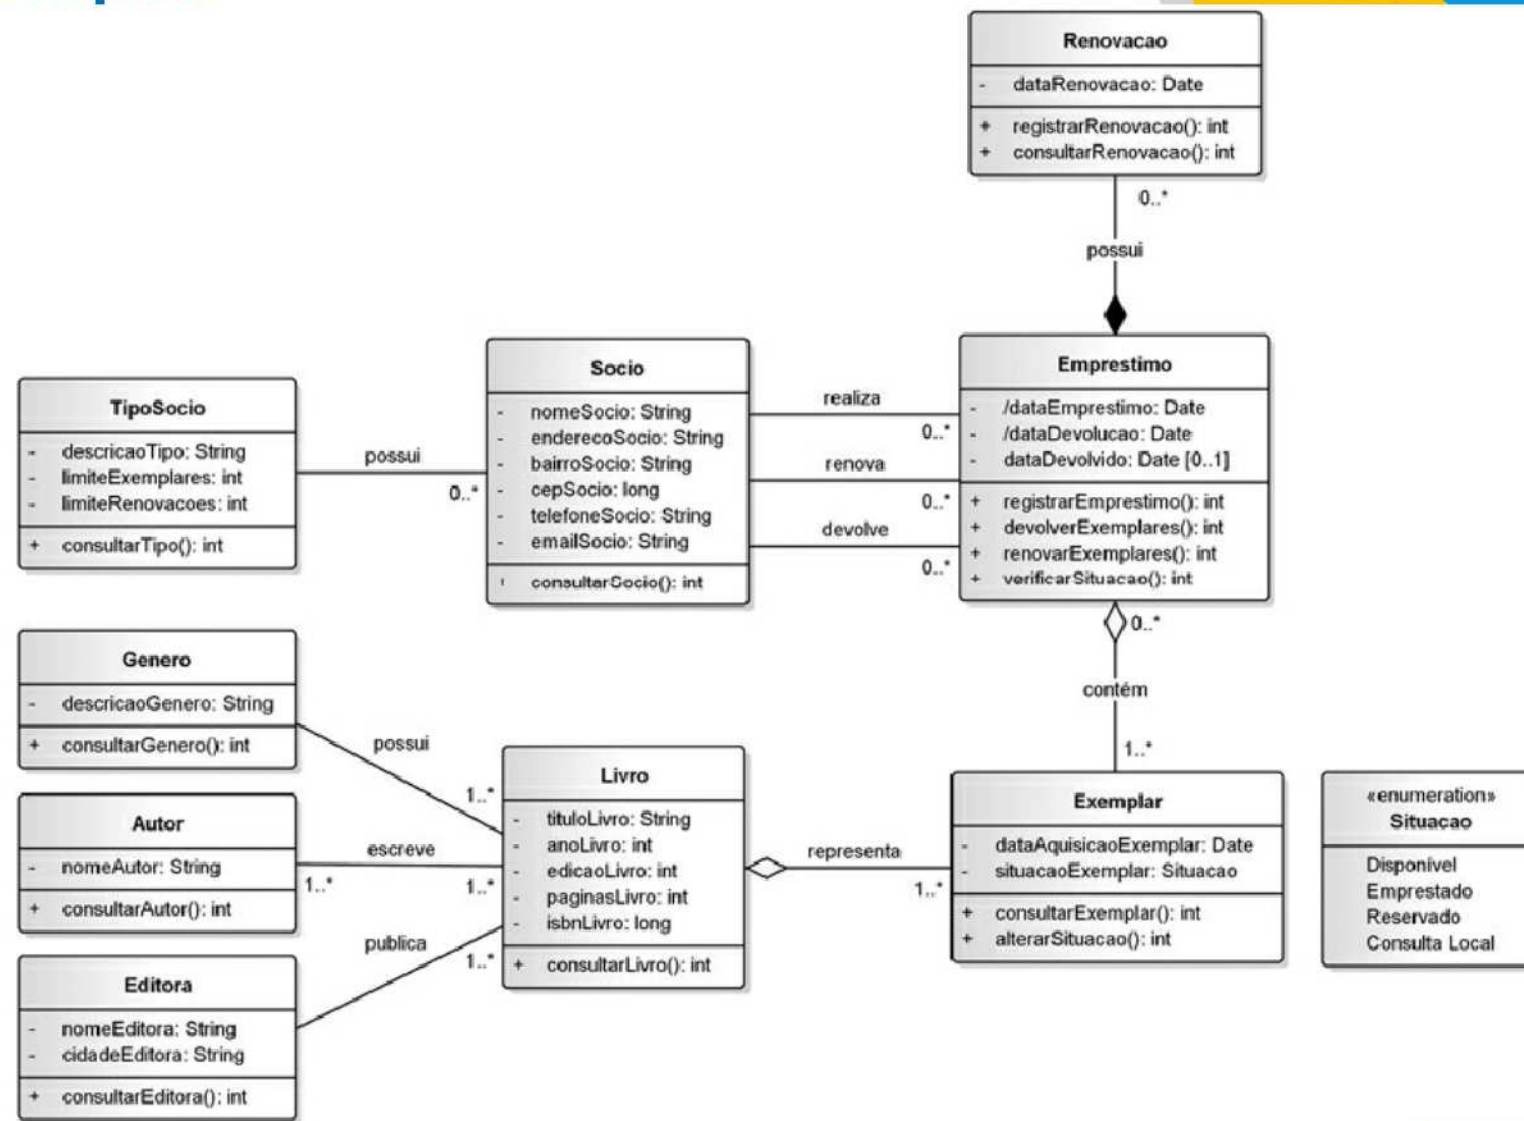 Renovacao
- dataRenovacao: Date
+ registrarRenovacao(): int
+ consultarRenovacao(): int
0..*
possui
TipoSocio
- descricaoTipo: String
- limiteExemplares: int
- limiteRenovacoes: int
+ consultarTipo(): int
possui
0..*
Socio
- nomeSocio: String
- enderecoSocio: String
- bairroSocio: String
- cepSocio: long
- telefoneSocio: String
- emailSocio: String
+ consultarSocio(): int
realiza
0..*
renova
0..*
devolve
0..*
Emprestimo
- /dataEmprestimo: Date
- /dataDevolucao: Date
- dataDevolvido: Date [0..1]
+ registrarEmprestimo(): int
+ devolverExemplares(): int
+ renovarExemplares(): int
+ verificarSituacao(): int
0..*
contém
1..*
Genero
- descricaoGenero: String
+ consultarGenero(): int
possui
1..*
Autor
- nomeAutor: String
+ consultarAutor(): int
escreve
1..*
1..*
Editora
- nomeEditora: String
- cidadeEditora: String
+ consultarEditora(): int
publica
1..*
Livro
- tituloLivro: String
- anoLivro: int
- edicaoLivro: int
- paginasLivro: int
- isbnLivro: long
+ consultarLivro(): int
representa
1..*
Exemplar
- dataAquisicaoExemplar: Date
- situacaoExemplar: Situacao
+ consultarExemplar(): int
+ alterarSituacao(): int
«enumeration»
Situacao
Disponível
Emprestado
Reservado
Consulta Local